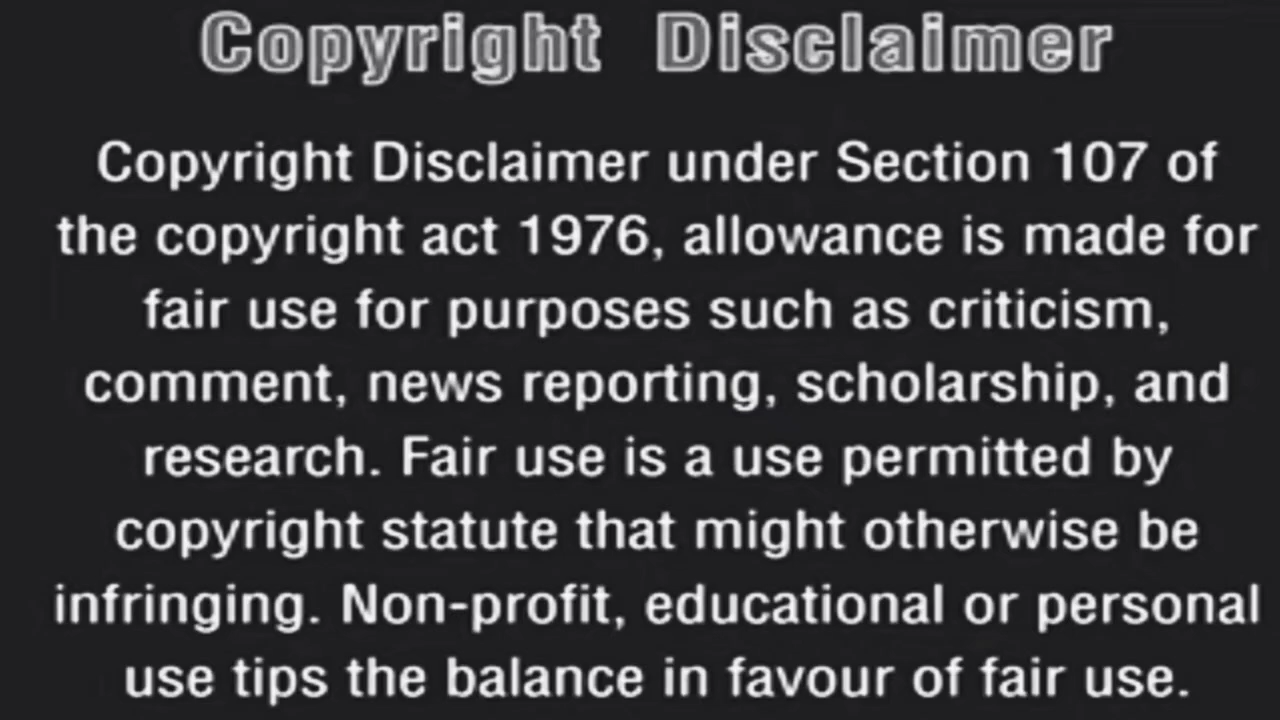 Copyright Disclaimer
Copyright Disclaimer under Section 107 of
the copyright act 1976, allowance is made for
fair use for purposes such as criticism,
comment, news reporting, scholarship, and
research. Fair use is a use permitted by
copyright statute that might otherwise be
infringing. Non-profit, educational or personal
use tips the balance in favour of fair use.